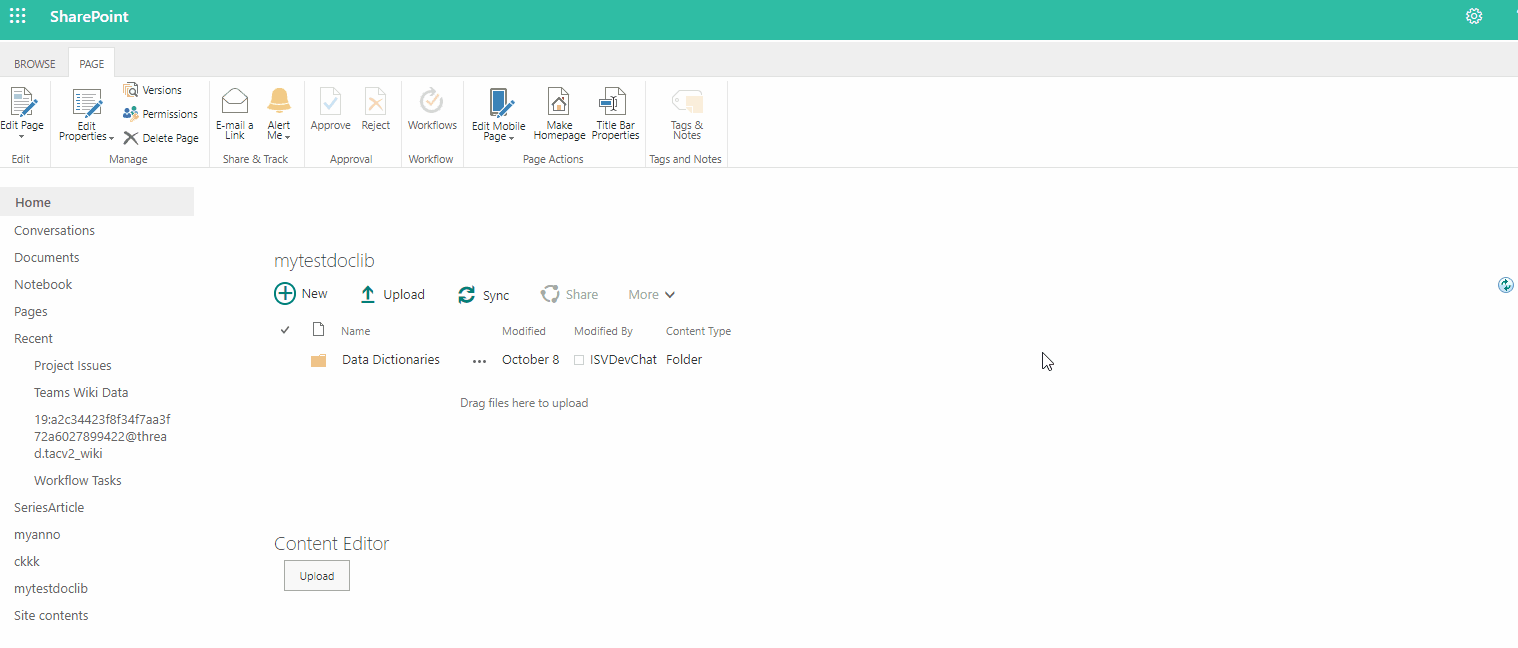 SharePoint
BROWSE PAGE
Edit Page
Edit
Edit
Properties
Versions
Permissions
Delete Page
Manage
E-mail a
Link
Alert
Me
Share & Track
Approve Reject
Approval
Workflows
Workflow
Edit Mobile
Page
Make
Homepage
Title Bar
Properties
Page Actions
Tags &
Notes
Tags and Notes
Home
Conversations
Documents
Notebook
Pages
Recent
Project Issues
Teams Wiki Data
19:a2c34423f8f34f7aa3f
72a6027899422@threa
d.tacv2_wiki
Workflow Tasks
SeriesArticle
myanno
ckkk
mytestdoclib
Site contents
mytestdoclib
New Upload Sync Share More
Name Modified Modified By Content Type
Data Dictionaries ... October 8 ISVDevChat Folder
Drag files here to upload
Content Editor
Upload